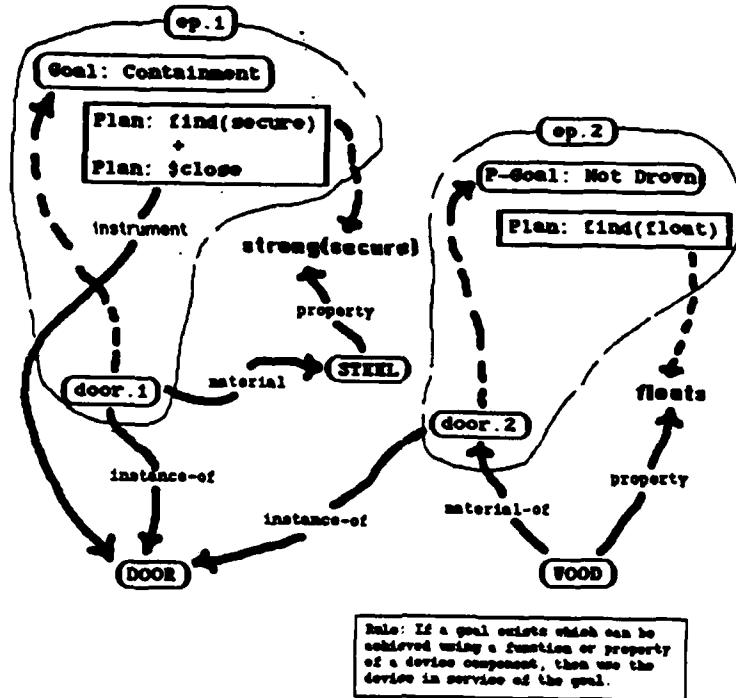 ep.1
Goal: Containment
Plan: find(secure)
+
Plan: $close
instrument
strong(secure)
property
STEEL
material
door.1
instance-of
DOOR
ep.2
P-Goal: Not Drown
Plan: find(float)
floats
door.2
instance-of
material-of
property
WOOD
Rule: If a goal exists which can be
achieved using a function or property
of a device component, then use the
device in service of the goal.